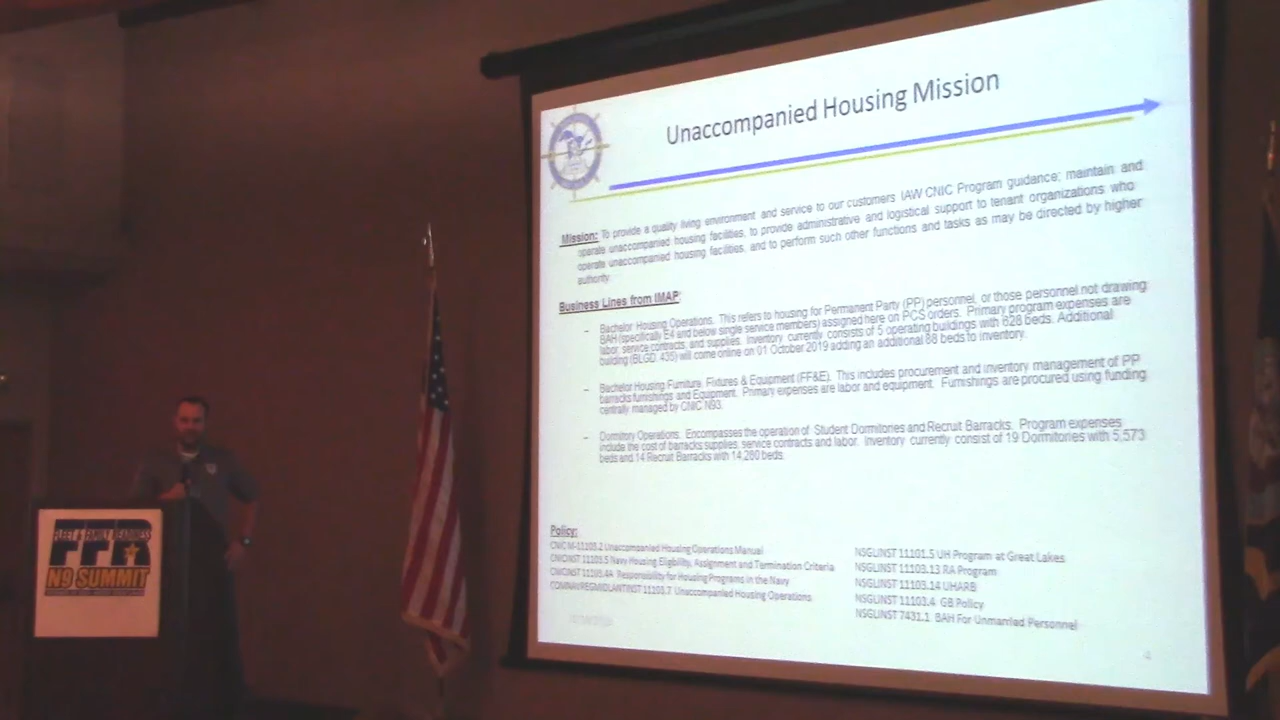 Unaccompanied Housing Mission
Mission: To provide a quality living environment and service to our customers IAW CNIC Program guidance; maintain and
operate unaccompanied housing facilities, to provide administrative and logistical support to tenant organizations who
operate unaccompanied housing facilities, and to perform such other functions and tasks as may be directed by higher
authority.
Business Lines from IMAP:
– Bachelor Housing Operations. This refers to housing for Permanent Party (PP) personnel, or those personnel not drawing
BAH (specifically E4 and below single service members) assigned here on PCS orders. Primary program expenses are
labor, service contracts, and supplies. Inventory currently consists of 5 operating buildings with 628 beds. Additional
building (BLGD. 435) will come online on 01 October 2019 adding an additional 88 beds to inventory.
– Bachelor Housing Furniture, Fixtures & Equipment (FF&E). This includes procurement and inventory management of PP
barracks furnishings and Equipment. Primary expenses are labor and equipment. Furnishings are procured using funding
centrally managed by CNIC N93.
– Dormitory Operations. Encompasses the operation of Student Dormitories and Recruit Barracks. Program expenses
include the cost of barracks supplies, service contracts and labor. Inventory currently consist of 19 Dormitories with 5,573
beds and 14 Recruit Barracks with 14,280 beds.
Policy:
CNIC M-11103.2 Unaccompanied Housing Operations Manual
CNICINST 11103.5 Navy Housing Eligibility, Assignment and Termination Criteria
CNICINST 11103.4A Responsibility for Housing Programs in the Navy
COMNAVREGMIDLANTINST 11103.7 Unaccompanied Housing Operations
NSGLINST 11101.5 UH Program at Great Lakes
NSGLINST 11103.13 RA Program
NSGLINST 11103.14 UHARB
NSGLINST 11103.4 GB Policy
NSGLINST 7431.1 BAH For Unmarried Personnel
4
FLEET & FAMILY READINESS
FFR
N9 SUMMIT